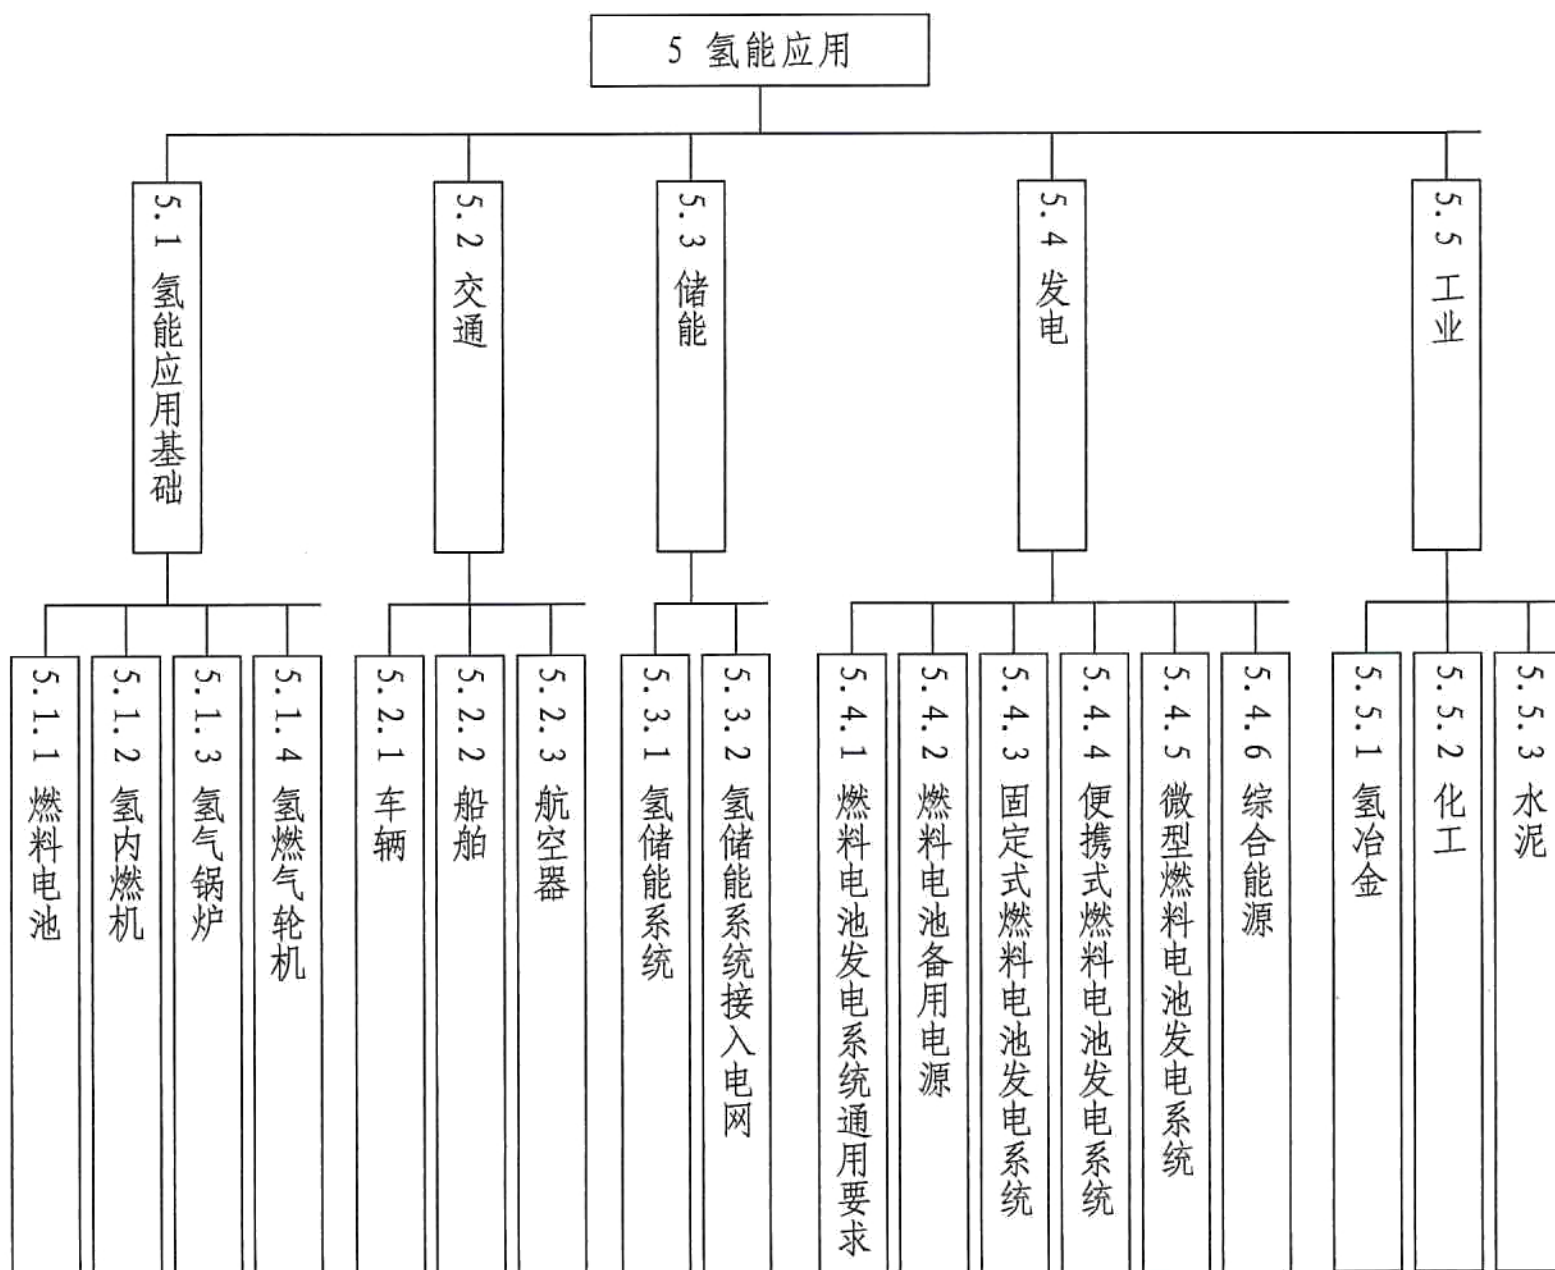 5 氢能应用
5.1 氢能应用基础
5.2 交通
5.3 储能
5.4 发电
5.5 工业
5.1.1 燃料电池
5.1.2 氢内燃机
5.1.3 氢气锅炉
5.1.4 氢燃气轮机
5.2.1 车辆
5.2.2 船舶
5.2.3 航空器
5.3.1 氢储能系统
5.3.2 氢储能系统接入电网
5.4.1 燃料电池发电系统通用要求
5.4.2 燃料电池备用电源
5.4.3 固定式燃料电池发电系统
5.4.4 便携式燃料电池发电系统
5.4.5 微型燃料电池发电系统
5.4.6 综合能源
5.5.1 氢冶金
5.5.2 化工
5.5.3 水泥